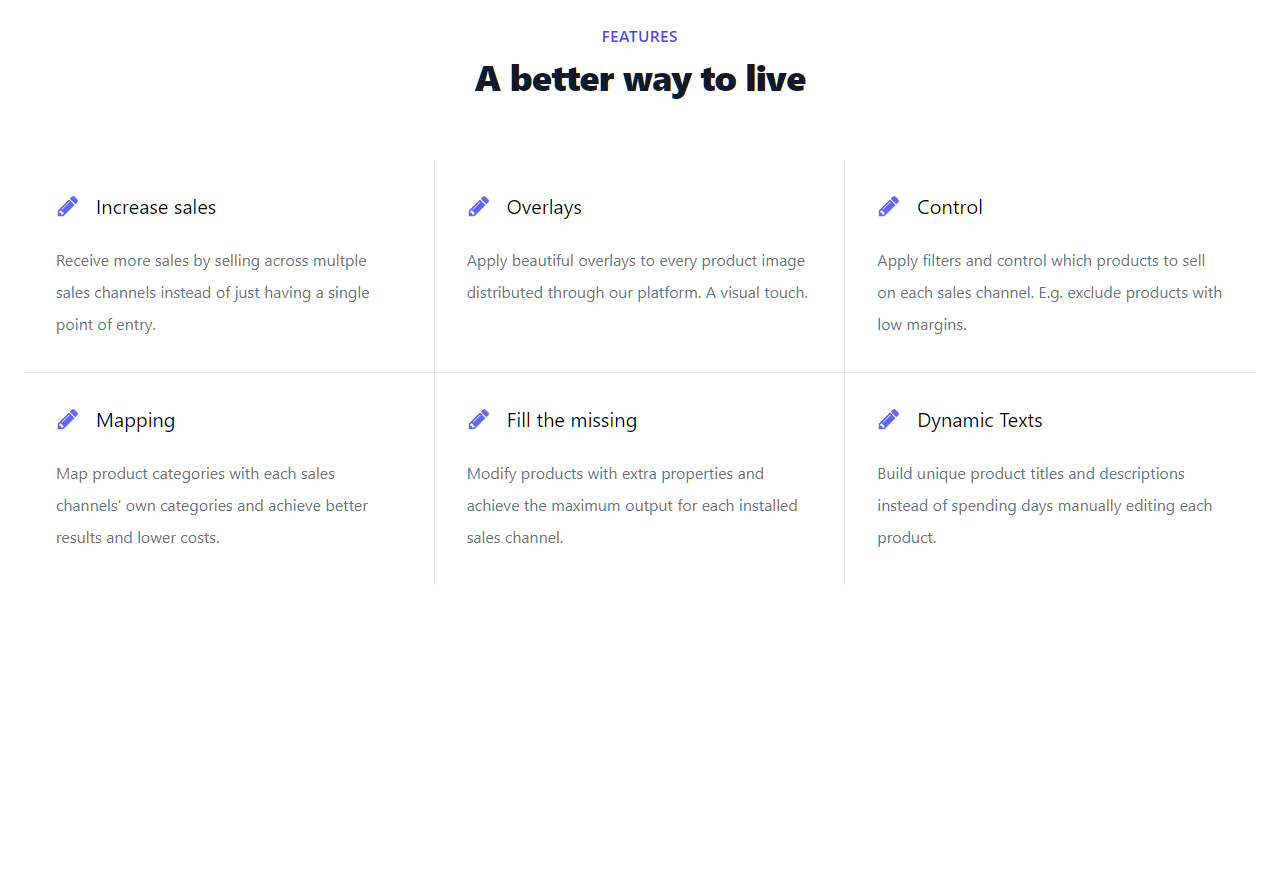 FEATURES
A better way to live
Increase sales
Receive more sales by selling across multple
sales channels instead of just having a single
point of entry.
Overlays
Apply beautiful overlays to every product image
distributed through our platform. A visual touch.
Control
Apply filters and control which products to sell
on each sales channel. E.g. exclude products with
low margins.
Mapping
Map product categories with each sales
channels' own categories and achieve better
results and lower costs.
Fill the missing
Modify products with extra properties and
achieve the maximum output for each installed
sales channel.
Dynamic Texts
Build unique product titles and descriptions
instead of spending days manually editing each
product.